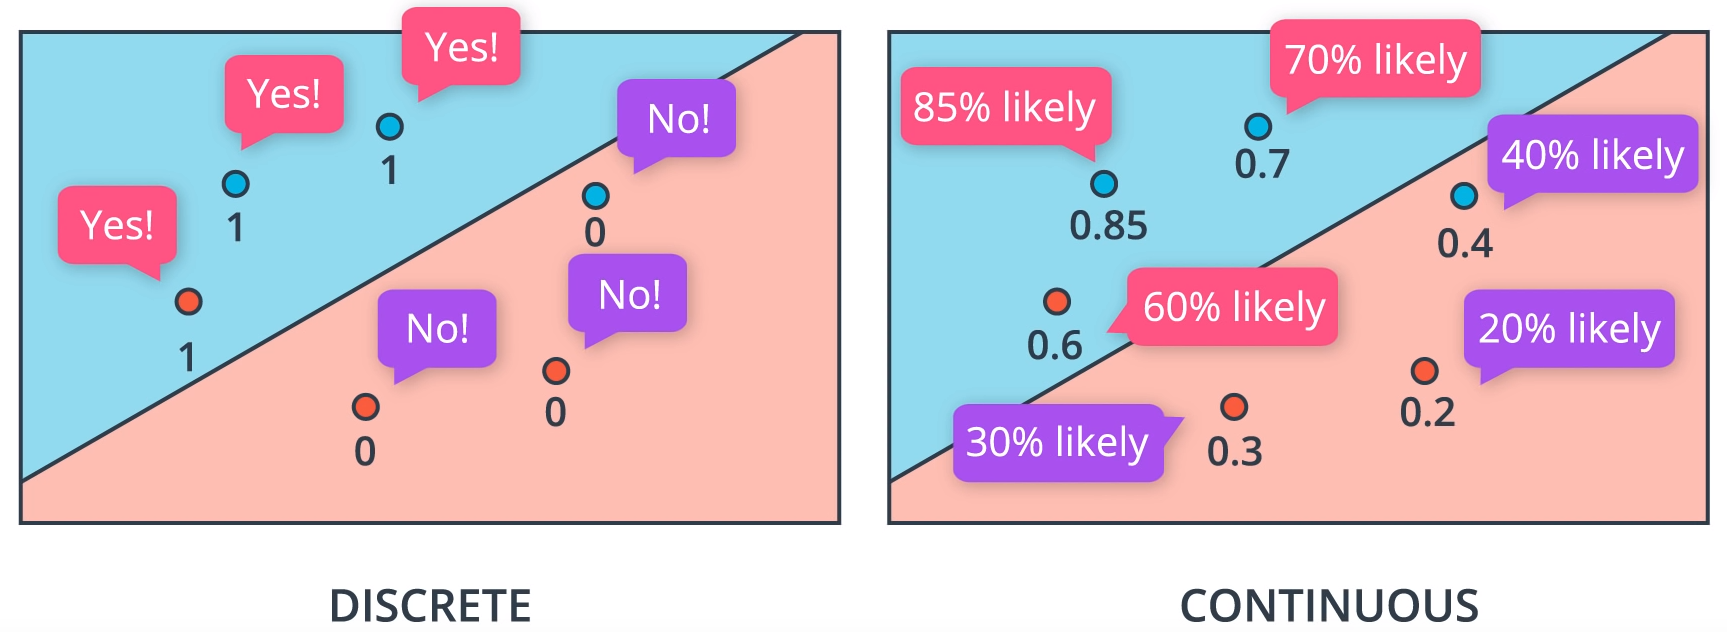 Yes!
Yes!
No!
1
1
0
Yes!
No!
No!
1
0
0
DISCRETE
70% likely
85% likely
40% likely
0.7
0.85
0.4
60% likely
20% likely
0.6
0.2
30% likely
0.3
CONTINUOUS